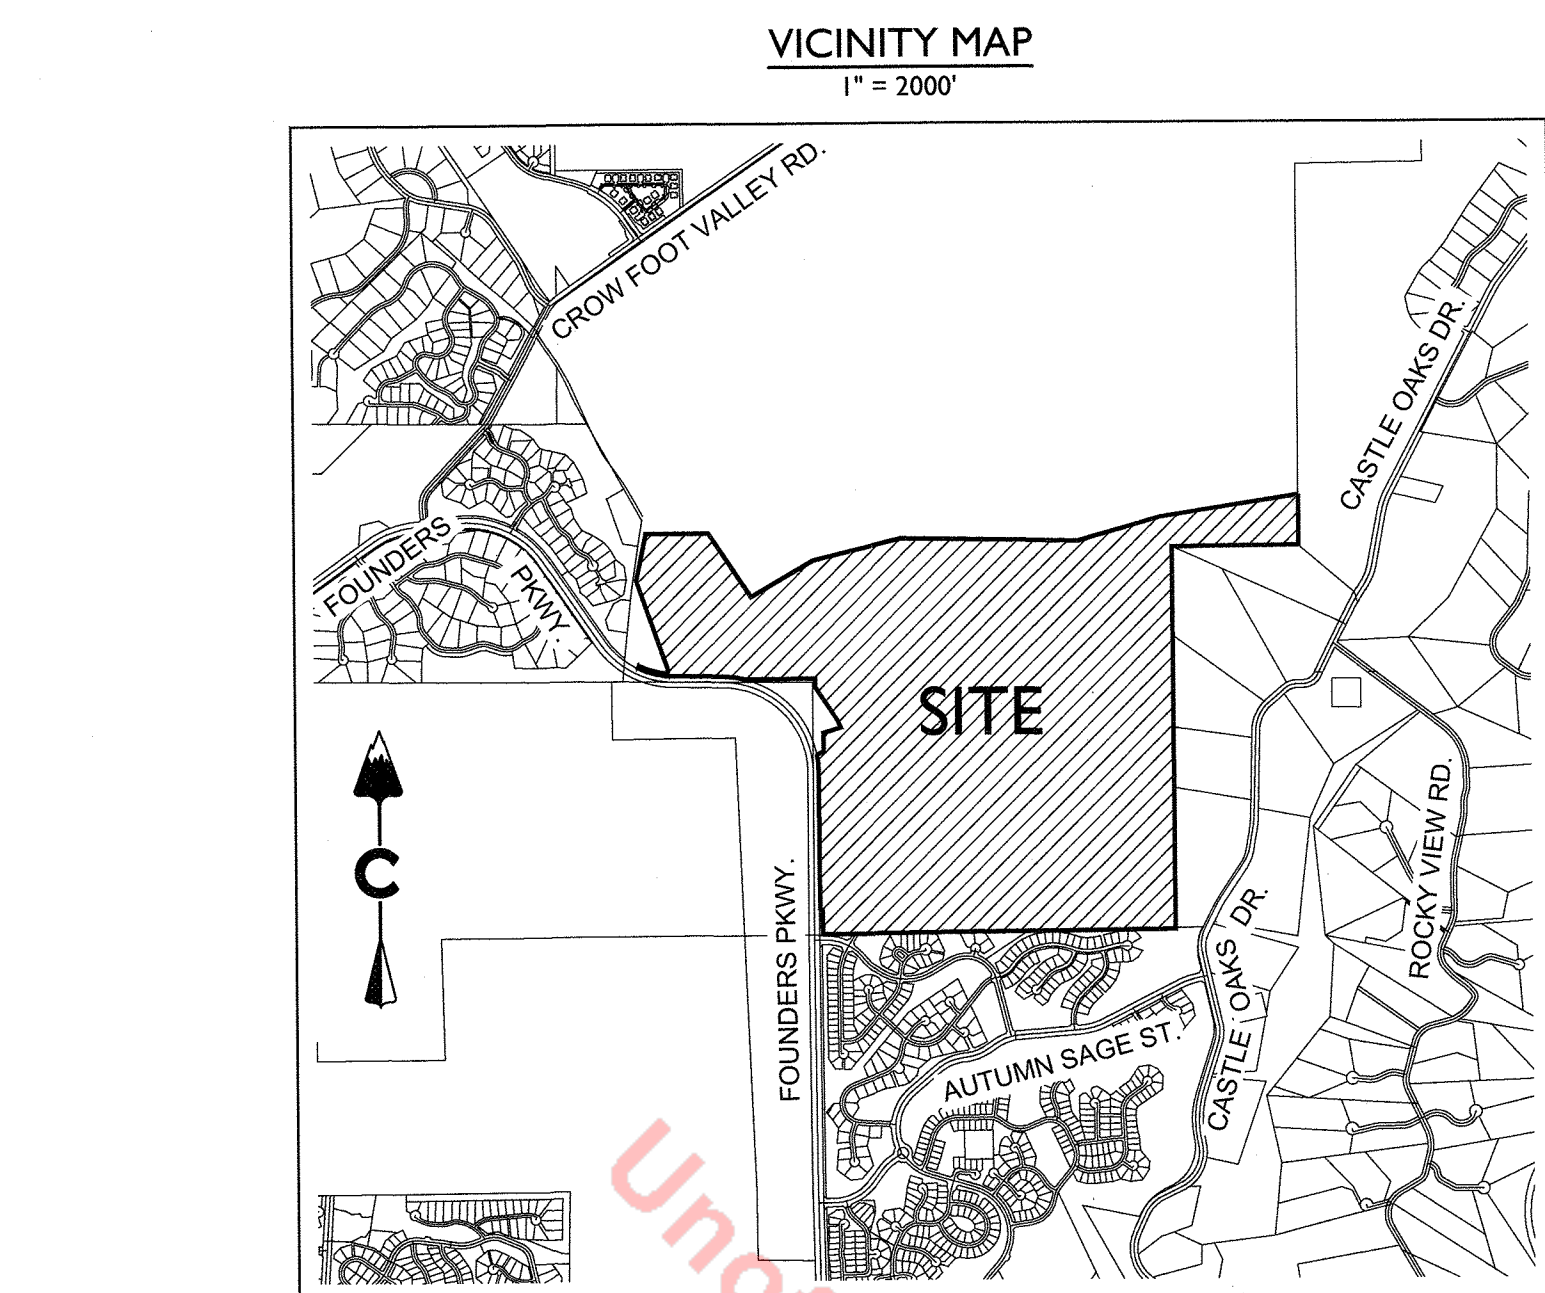 VICINITY MAP
1" = 2000'
CROW FOOT VALLEY RD.
CASTLE OAKS DR.
FOUNDERS
PKWY.
SITE
C
ROCKY VIEW RD.
FOUNDERS PKWY.
CASTLE OAKS DR.
AUTUMN SAGE ST.